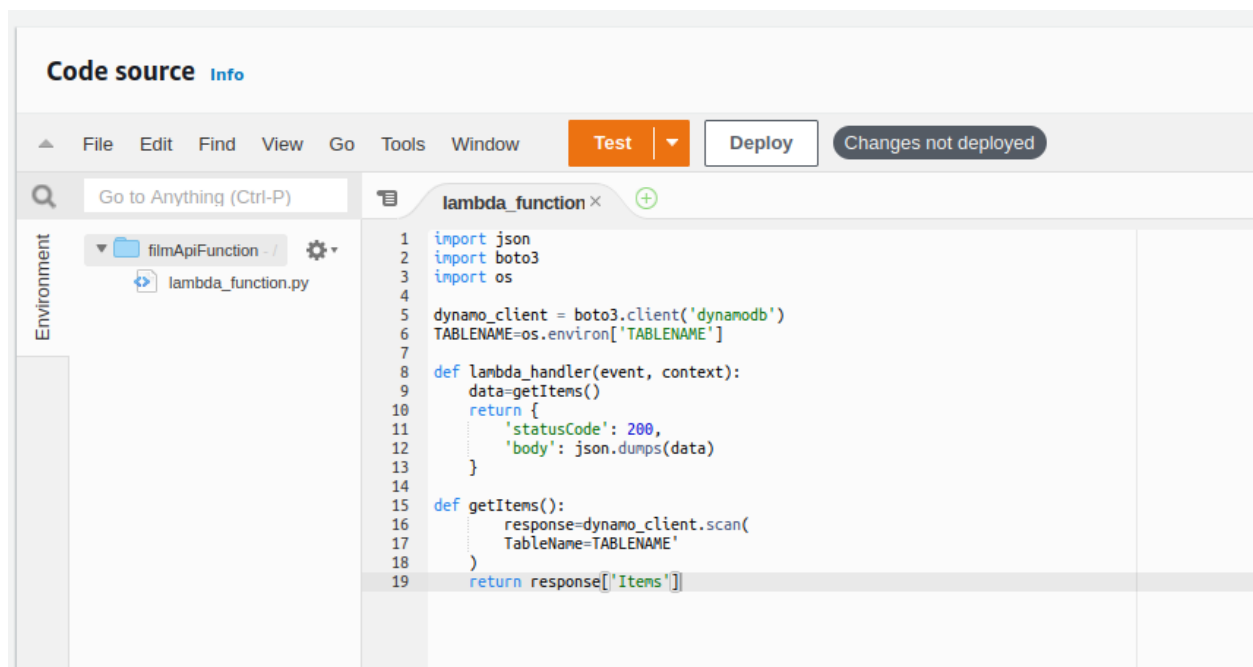 Code source Info
File Edit Find View Go Tools Window Test Deploy Changes not deployed
Go to Anything (Ctrl-P)
lambda_function
Environment
filmApiFunction - /
lambda_function.py
1 import json
2 import boto3
3 import os
4
5 dynamo_client = boto3.client('dynamodb')
6 TABLENAME=os.environ['TABLENAME']
7
8 def lambda_handler(event, context):
9     data=getItems()
10     return {
11         'statusCode': 200,
12         'body': json.dumps(data)
13     }
14
15 def getItems():
16         response=dynamo_client.scan(
17         TableName=TABLENAME'
18     )
19     return response['Items']